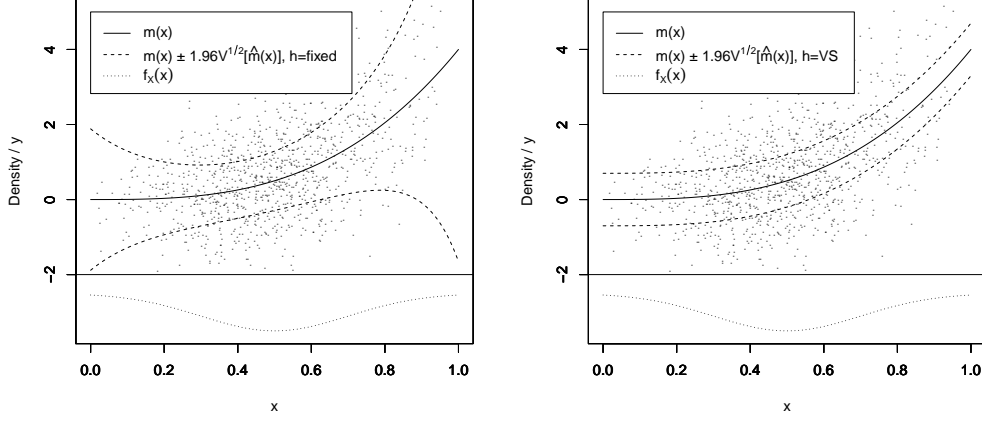 m(x)
m(x) ± 1.96V^{1/2}[m̂(x)], h=fixed
f_X(x)
Density / y
4
2
0
−2
0.0 0.2 0.4 0.6 0.8 1.0
x
m(x)
m(x) ± 1.96V^{1/2}[m̂(x)], h=VS
f_X(x)
Density / y
4
2
0
−2
0.0 0.2 0.4 0.6 0.8 1.0
x